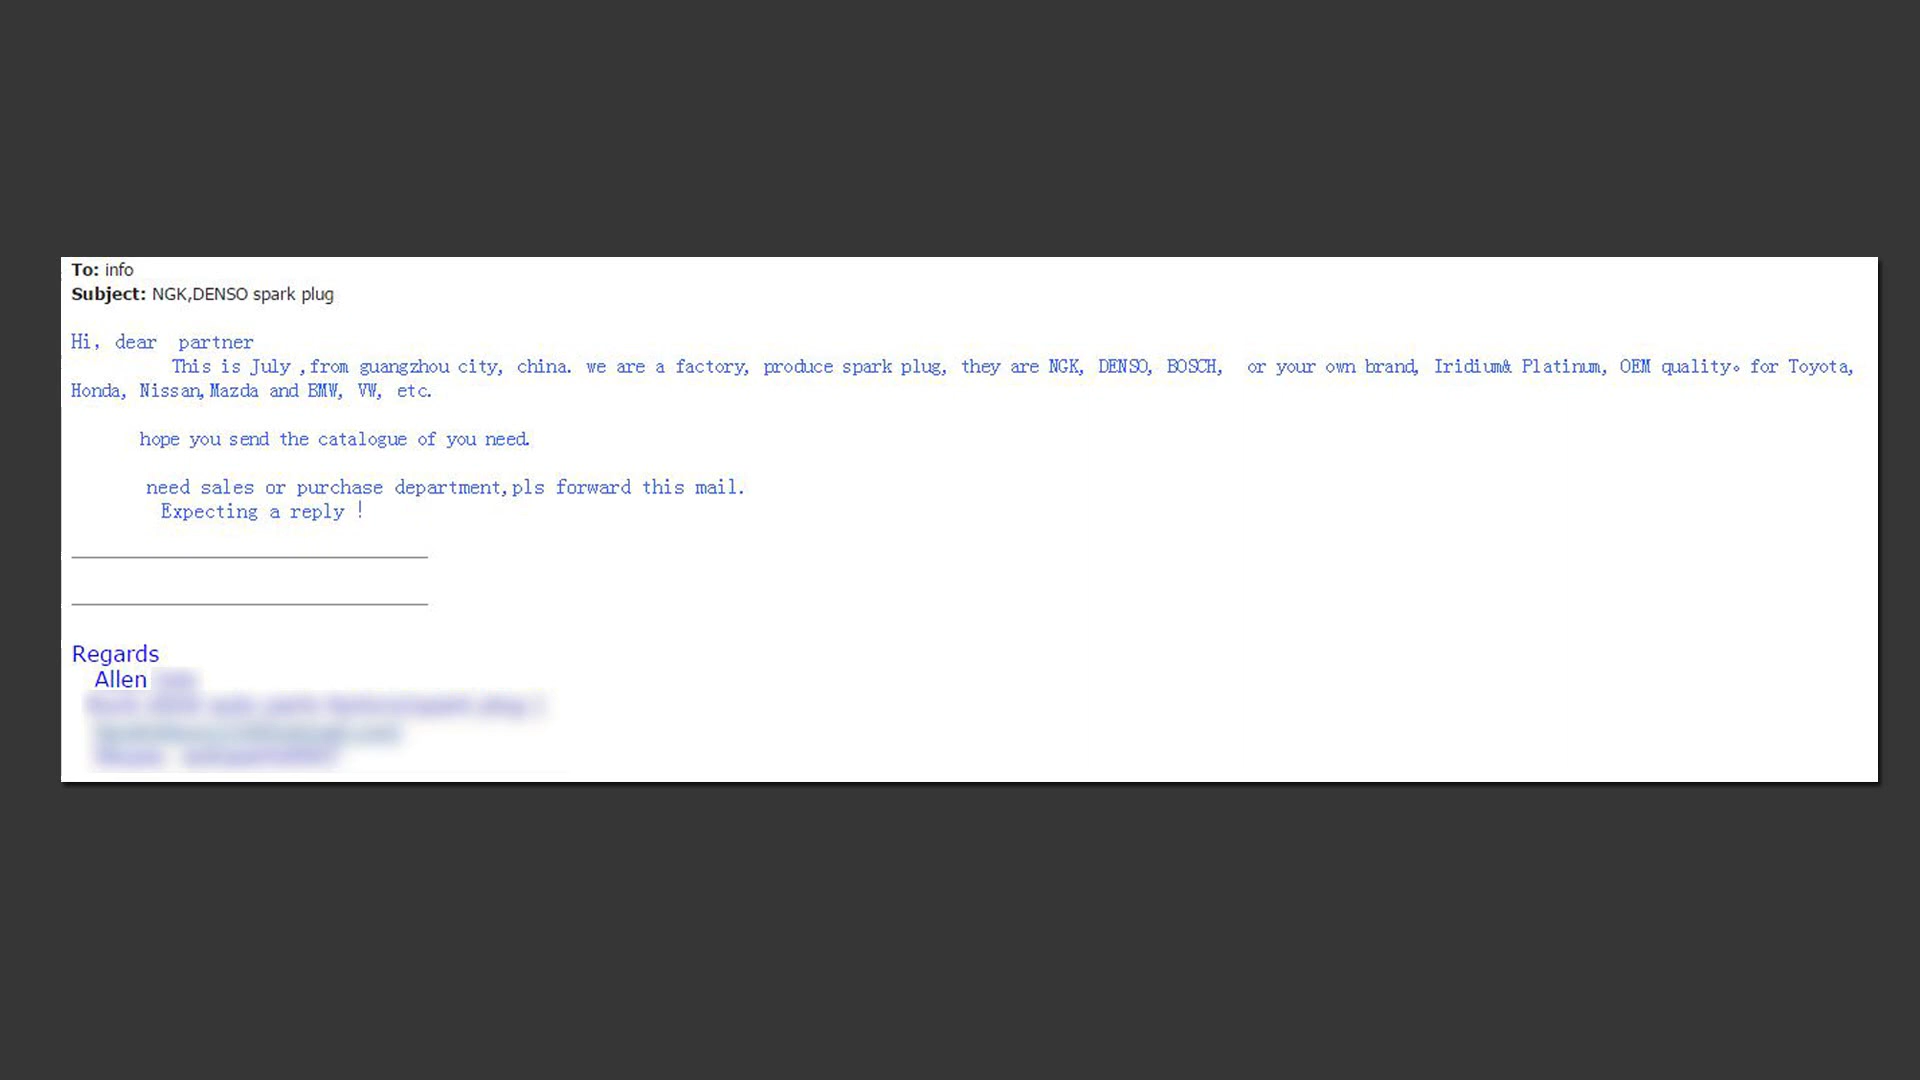 To: info
Subject: NGK,DENSO spark plug
Hi, dear partner
This is July ,from guangzhou city, china. we are a factory, produce spark plug, they are NGK, DENSO, BOSCH, or your own brand, Iridium& Platinum, OEM quality。for Toyota,
Honda, Nissan,Mazda and BMW, VW, etc.
hope you send the catalogue of you need.
need sales or purchase department,pls forward this mail.
Expecting a reply !
Regards
Allen